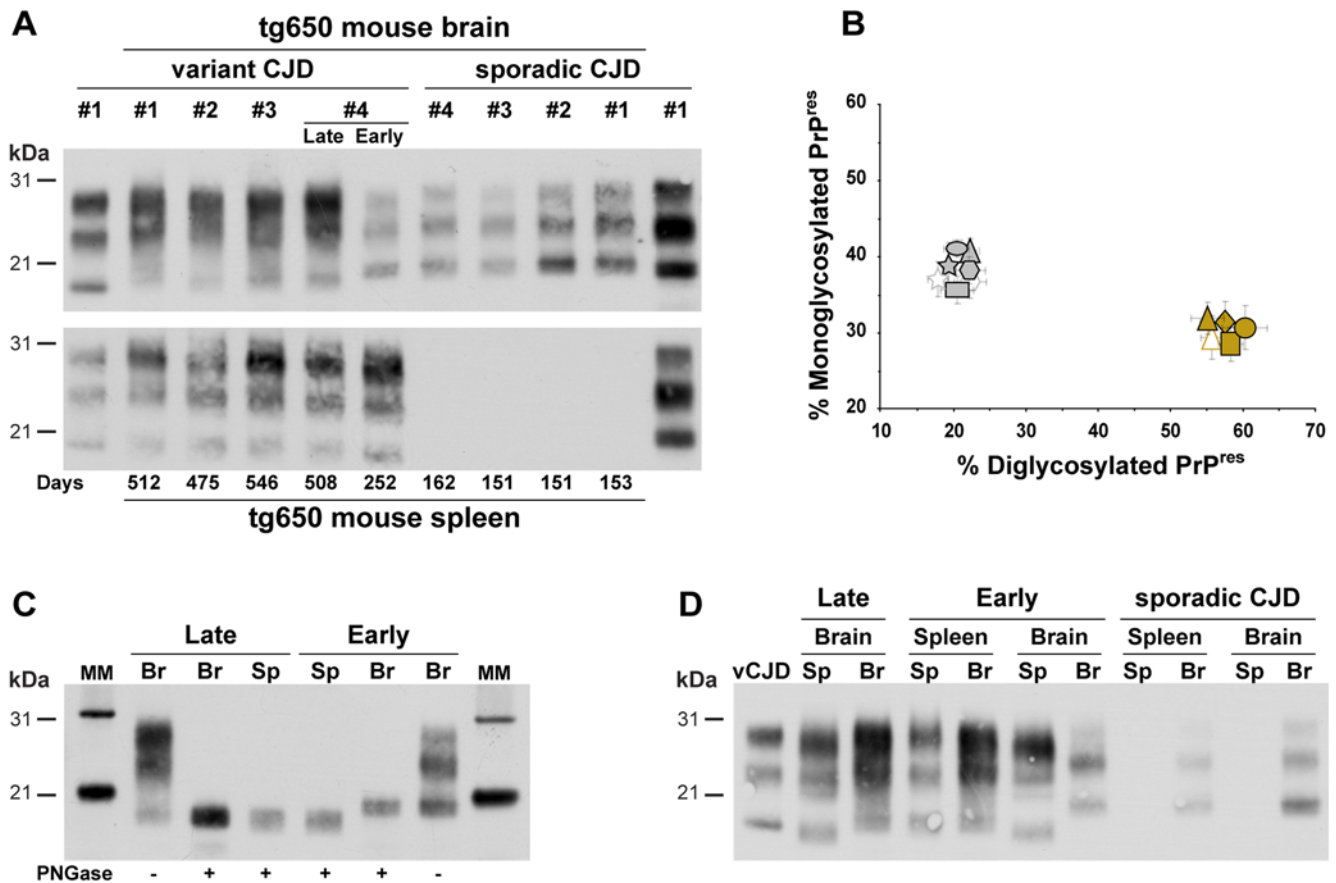 A
tg650 mouse brain
variant CJD sporadic CJD
#1 #1 #2 #3 #4 #4 #3 #2 #1 #1
Late Early
kDa
31
21
31
21
Days 512 475 546 508 252 162 151 151 153
tg650 mouse spleen
B
% Monoglycosylated PrPres
60
50
40
30
20
10 20 30 40 50 60 70
% Diglycosylated PrPres
C
Late Early
kDa MM Br Br Sp Sp Br Br MM
31
21
PNGase - + + + + -
D
Late Early sporadic CJD
Brain Spleen Brain Spleen Brain
kDa vCJD Sp Br Sp Br Sp Br Sp Br Sp Br
31
21